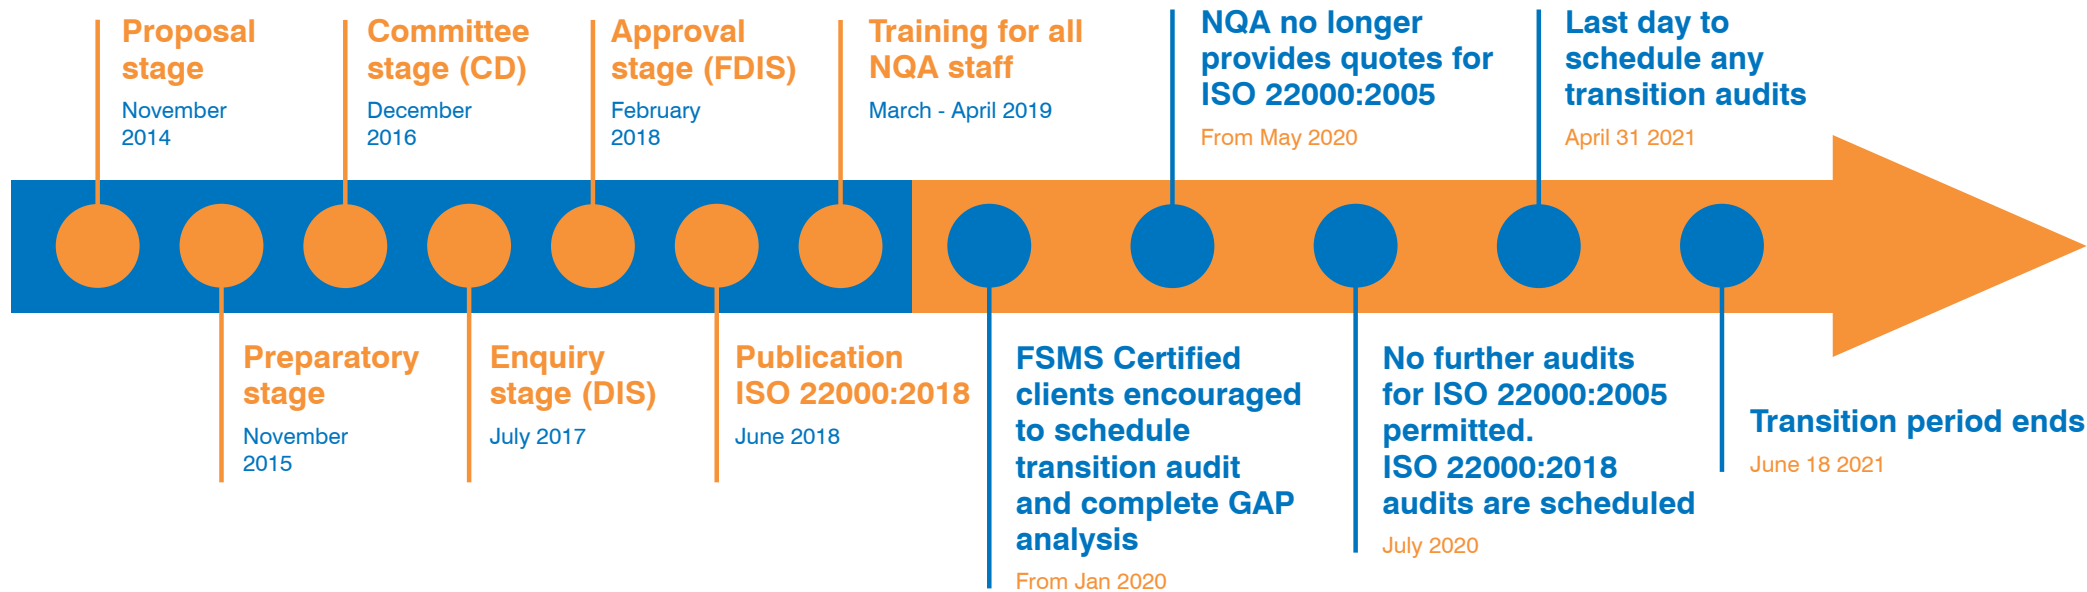 Proposal
stage
November
2014
Preparatory
stage
November
2015
Committee
stage (CD)
December
2016
Enquiry
stage (DIS)
July 2017
Approval
stage (FDIS)
February
2018
Publication
ISO 22000:2018
June 2018
Training for all
NQA staff
March - April 2019
FSMS Certified
clients encouraged
to schedule
transition audit
and complete GAP
analysis
From Jan 2020
NQA no longer
provides quotes for
ISO 22000:2005
From May 2020
No further audits
for ISO 22000:2005
permitted.
ISO 22000:2018
audits are scheduled
July 2020
Last day to
schedule any
transition audits
April 31 2021
Transition period ends
June 18 2021